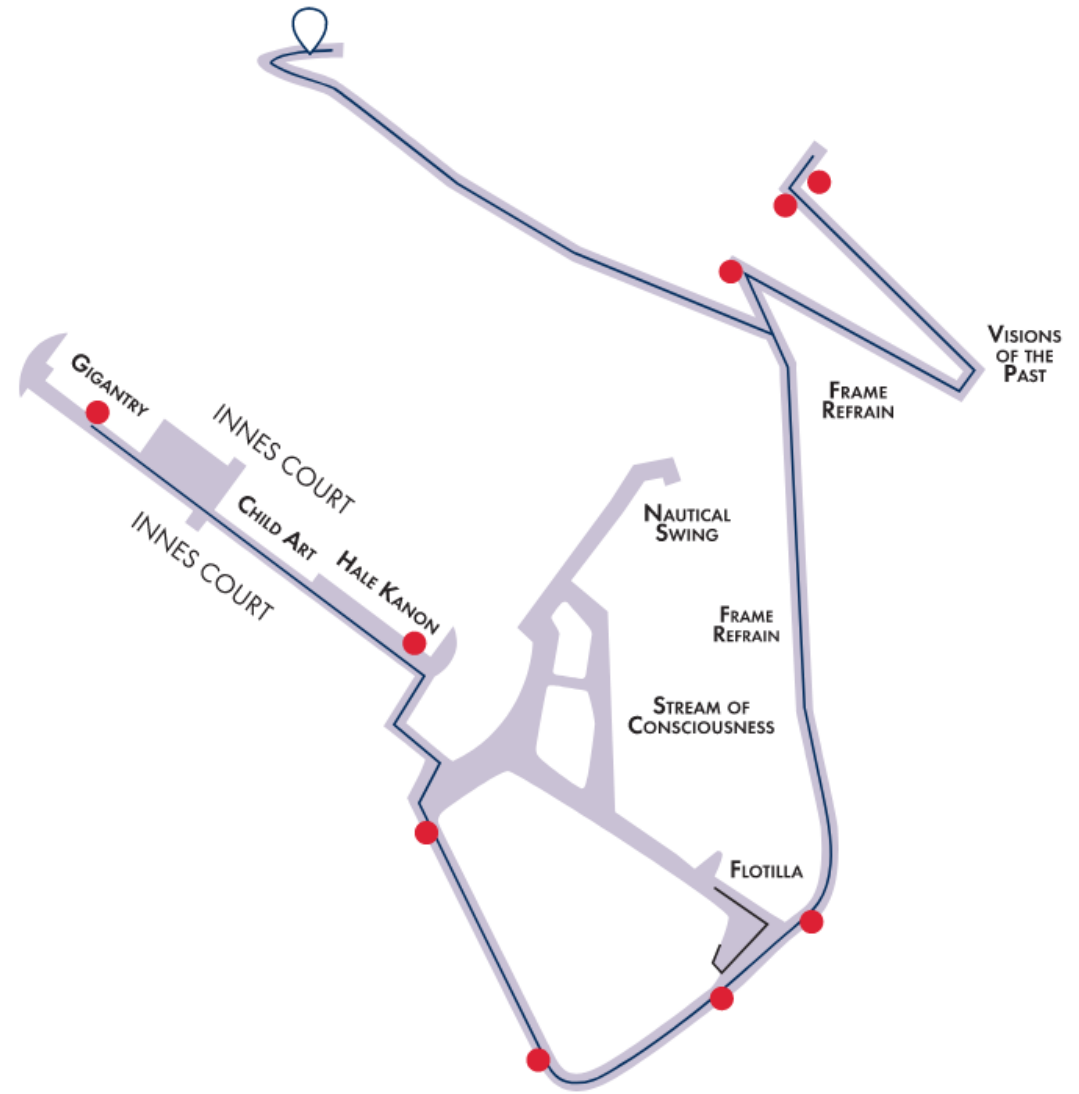 VISIONS
OF THE
PAST
FRAME
REFRAIN
GIGANTRY
INNES COURT
CHILD ART
INNES COURT
HALE KANON
NAUTICAL
SWING
FRAME
REFRAIN
STREAM OF
CONSCIOUSNESS
FLOTILLA